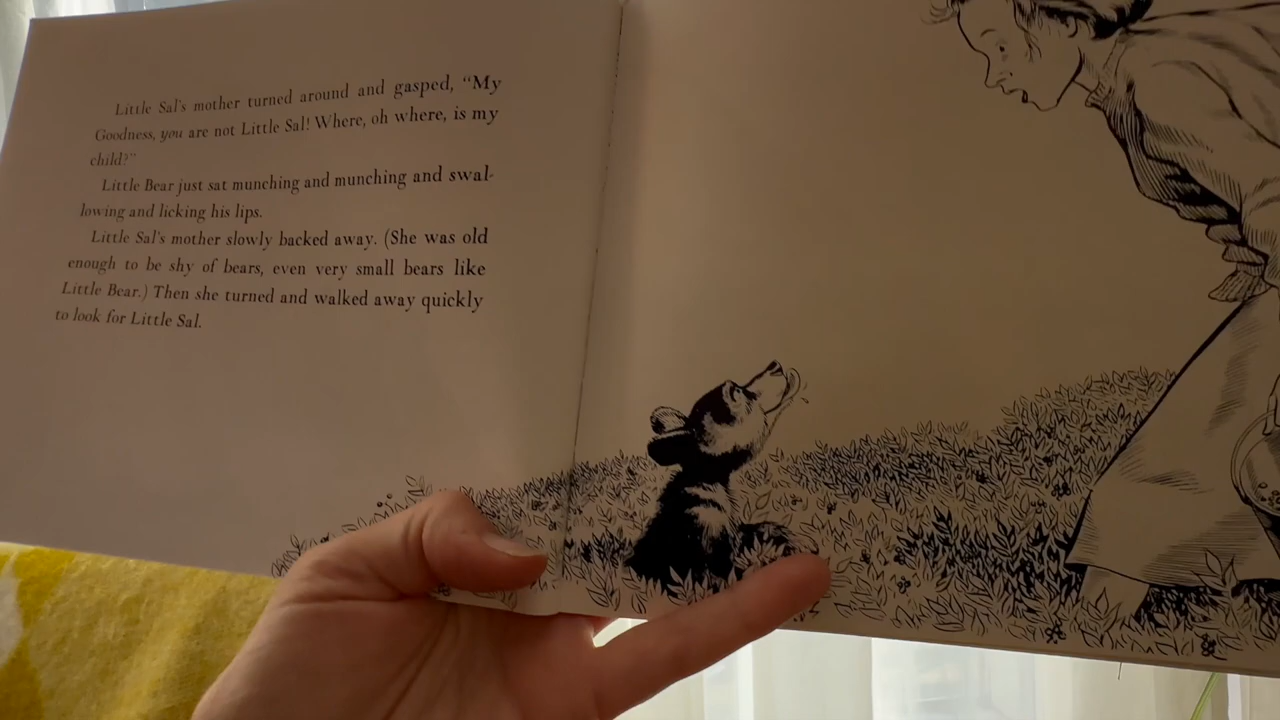 Little Sal's mother turned around and gasped, “My
Goodness, you are not Little Sal! Where, oh where, is my
child?”
Little Bear just sat munching and munching and swal-
lowing and licking his lips.
Little Sal's mother slowly backed away. (She was old
enough to be shy of bears, even very small bears like
Little Bear.) Then she turned and walked away quickly
to look for Little Sal.